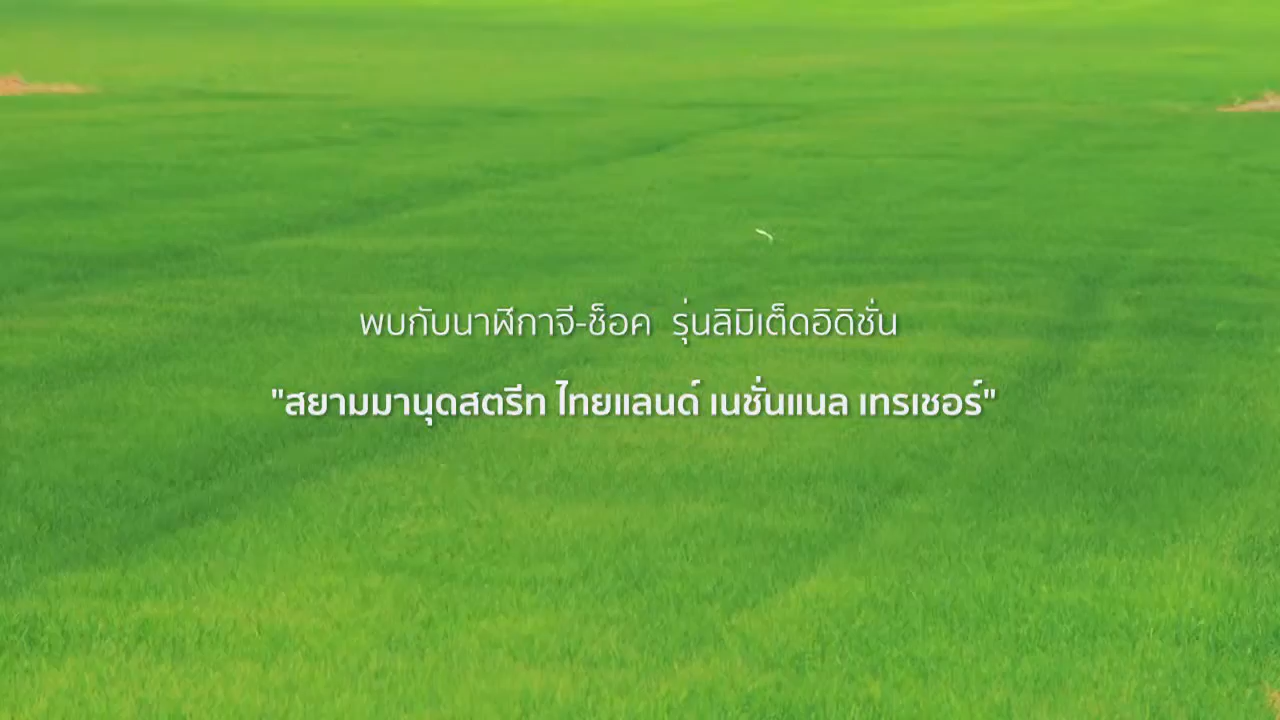 พบกับนาฬิกาจี-ช็อค รุ่นลิมิเต็ดอิดิชั่น
"สยามมานุดสตรีท ไทยแลนด์ เนชั่นแนล เทรเชอร์"